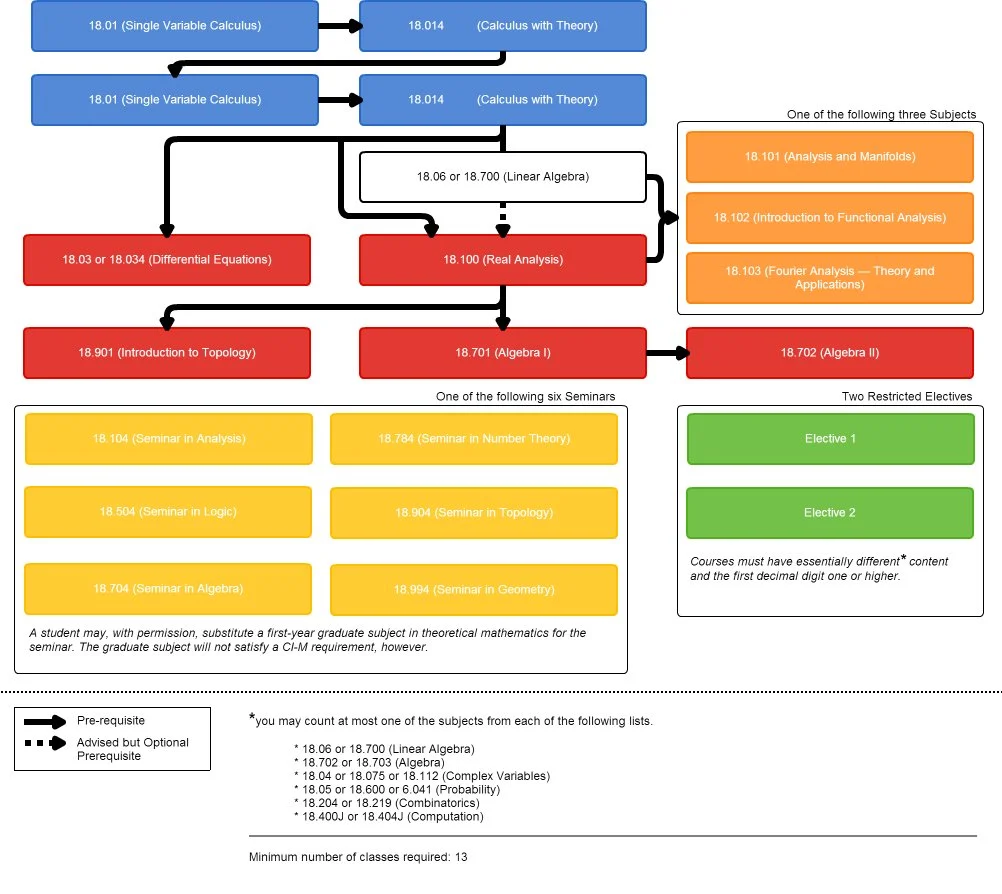 18.01 (Single Variable Calculus)
18.014 (Calculus with Theory)
18.01 (Single Variable Calculus)
18.014 (Calculus with Theory)
One of the following three Subjects
18.101 (Analysis and Manifolds)
18.06 or 18.700 (Linear Algebra)
18.102 (Introduction to Functional Analysis)
18.03 or 18.034 (Differential Equations)
18.100 (Real Analysis)
18.103 (Fourier Analysis — Theory and
Applications)
18.901 (Introduction to Topology)
18.701 (Algebra I)
18.702 (Algebra II)
One of the following six Seminars
18.104 (Seminar in Analysis)
18.784 (Seminar in Number Theory)
18.504 (Seminar in Logic)
18.904 (Seminar in Topology)
18.704 (Seminar in Algebra)
18.994 (Seminar in Geometry)
A student may, with permission, substitute a first-year graduate subject in theoretical mathematics for the
seminar. The graduate subject will not satisfy a CI-M requirement, however.
Two Restricted Electives
Elective 1
Elective 2
Courses must have essentially different* content
and the first decimal digit one or higher.
Pre-requisite
Advised but Optional
Prerequisite
*you may count at most one of the subjects from each of the following lists.
* 18.06 or 18.700 (Linear Algebra)
* 18.702 or 18.703 (Algebra)
* 18.04 or 18.075 or 18.112 (Complex Variables)
* 18.05 or 18.600 or 6.041 (Probability)
* 18.204 or 18.219 (Combinatorics)
* 18.400J or 18.404J (Computation)
Minimum number of classes required: 13